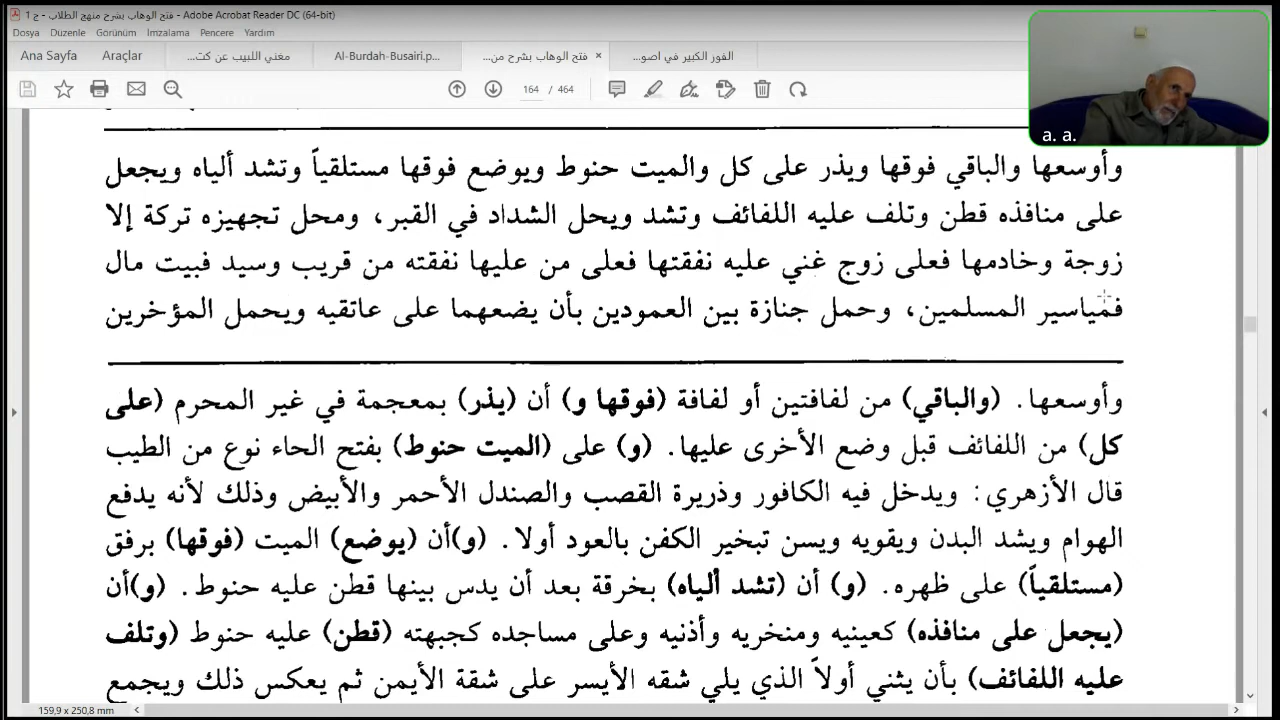 فتح الوهاب بشرح منهج الطلاب - ج 1 - Adobe Acrobat Reader DC (64-bit)
Dosya Düzenle Görünüm Imzalama Pencere Yardım
Ana Sayfa Araçlar مغني اللبيب عن كت... Al-Burdah-Busairi.p... فتح الوهاب بشرح من... × الفوز الكبير في اصو...
164 / 464
a. a.
وأوسعها والباقي فوقها ويذر على كل والميت حنوط ويوضع فوقها مستلقياً وتشد ألياه ويجعل
على منافذه قطن وتلف عليه اللفائف وتشد ويحل الشداد في القبر، ومحل تجهيزه تركة إلا
زوجة وخادمها فعلى زوج غني عليه نفقتها فعلى من عليها نفقته من قريب وسيد فبيت مال
فمياسير المسلمين، وحمل جنازة بين العمودين بأن يضعهما على عاتقيه ويحمل المؤخرين
وأوسعها. (والباقي) من لفافتين أو لفافة (فوقها و) أن (يذر) بمعجمة في غير المحرم (على
كل) من اللفائف قبل وضع الأخرى عليها. (و) على (الميت حنوط) بفتح الحاء نوع من الطيب
قال الأزهري: ويدخل فيه الكافور وذريرة القصب والصندل الأحمر والأبيض وذلك لأنه يدفع
الهوام ويشد البدن ويقويه ويسن تبخير الكفن بالعود أولا. (و)أن (يوضع) الميت (فوقها) برفق
(مستلقياً) على ظهره. (و) أن (تشد ألياه) بخرقة بعد أن يدس بينها قطن عليه حنوط. (و)أن
(يجعل على منافذه) كعينيه ومنخريه وأذنيه وعلى مساجده كجبهته (قطن) عليه حنوط (وتلف
عليه اللفائف) بأن يثني أولاً الذي يلي شقه الأيسر على شقة الأيمن ثم يعكس ذلك ويجمع
159,9 x 250,8 mm